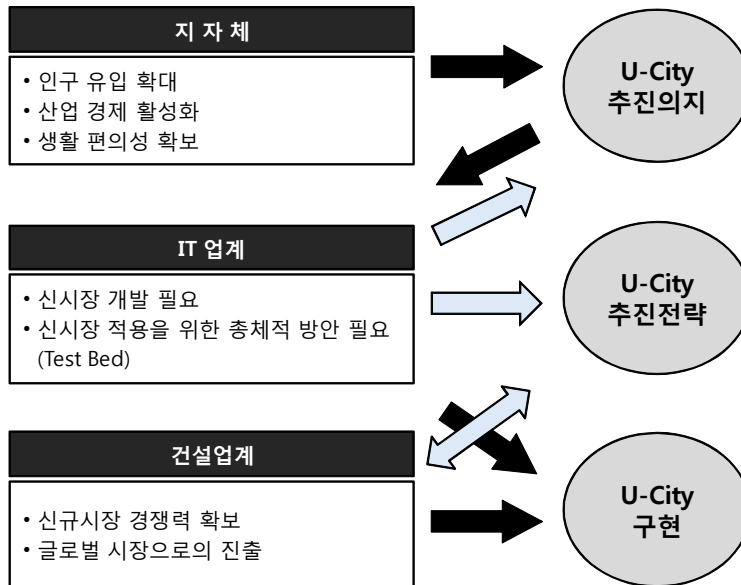 지 자 체
• 인구 유입 확대
• 산업 경제 활성화
• 생활 편의성 확보
U-City
추진의지
IT 업계
• 신시장 개발 필요
• 신시장 적용을 위한 총체적 방안 필요
(Test Bed)
U-City
추진전략
건설업계
• 신규시장 경쟁력 확보
• 글로벌 시장으로의 진출
U-City
구현